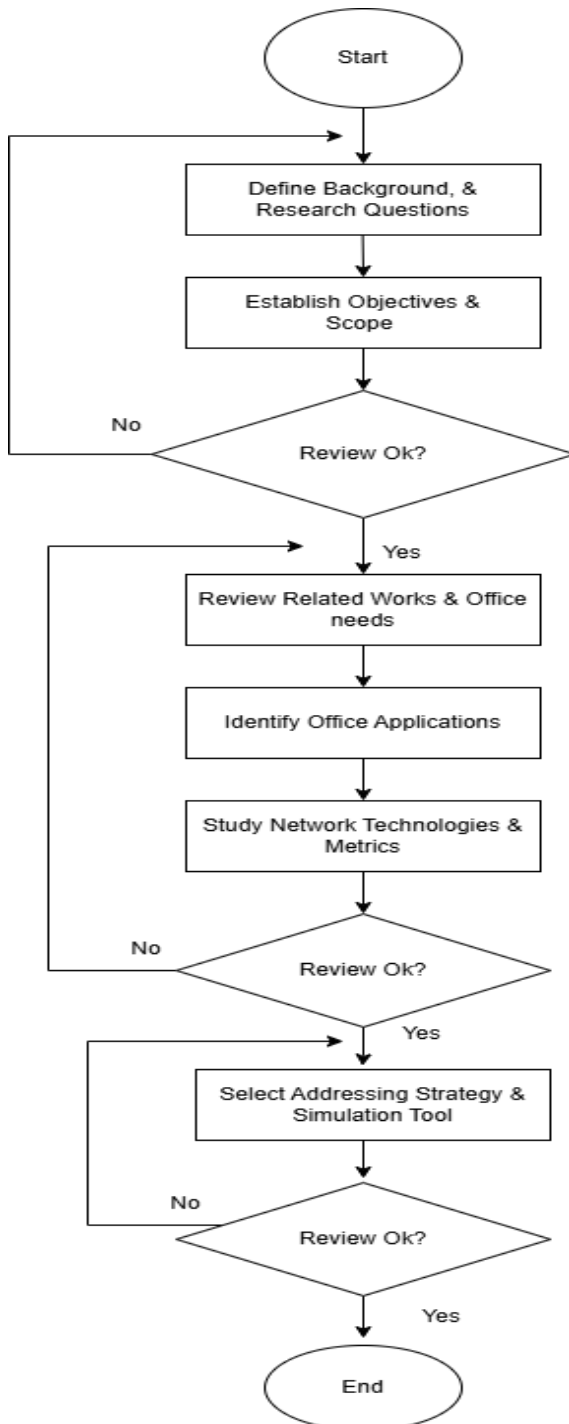 Start
Define Background, &
Research Questions
Establish Objectives &
Scope
No
Review Ok?
Yes
Review Related Works & Office
needs
Identify Office Applications
Study Network Technologies &
Metrics
No
Review Ok?
Yes
Select Addressing Strategy &
Simulation Tool
No
Review Ok?
Yes
End